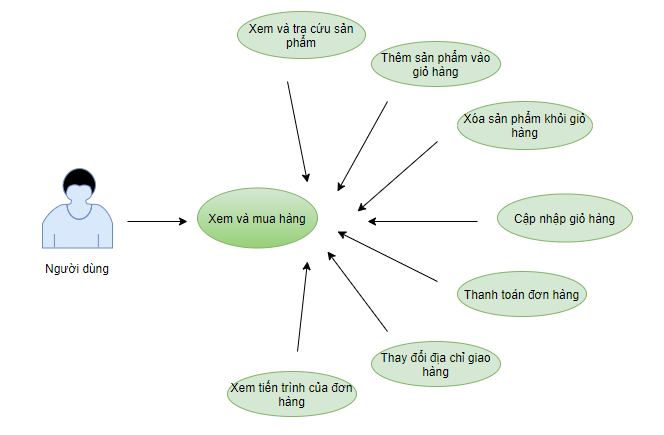 Xem và tra cứu sản
phẩm
Thêm sản phẩm vào
giỏ hàng
Xóa sản phẩm khỏi giỏ
hàng
Xem và mua hàng
Cập nhập giỏ hàng
Người dùng
Thanh toán đơn hàng
Thay đổi địa chỉ giao
hàng
Xem tiến trình của đơn
hàng